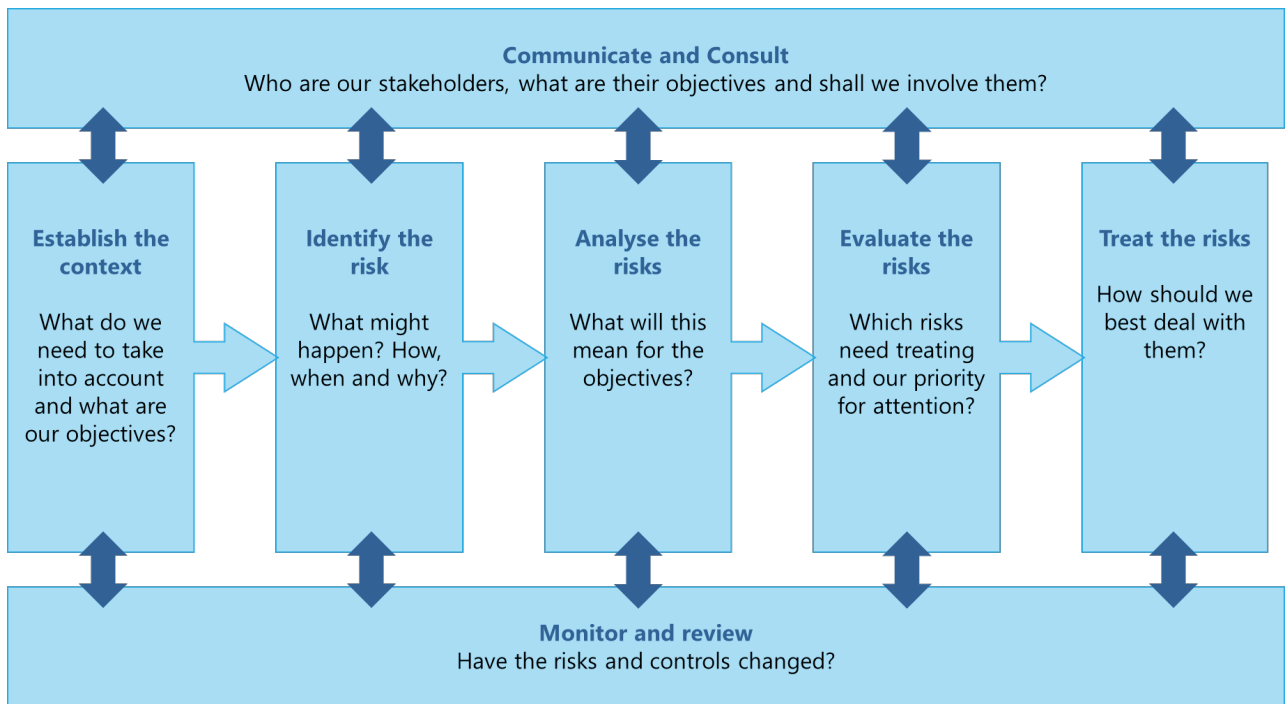 Communicate and Consult
Who are our stakeholders, what are their objectives and shall we involve them?
Establish the
context
What do we
need to take
into account
and what are
our objectives?
Identify the
risk
What might
happen? How,
when and why?
Analyse the
risks
What will this
mean for the
objectives?
Evaluate the
risks
Which risks
need treating
and our priority
for attention?
Treat the risks
How should we
best deal with
them?
Monitor and review
Have the risks and controls changed?